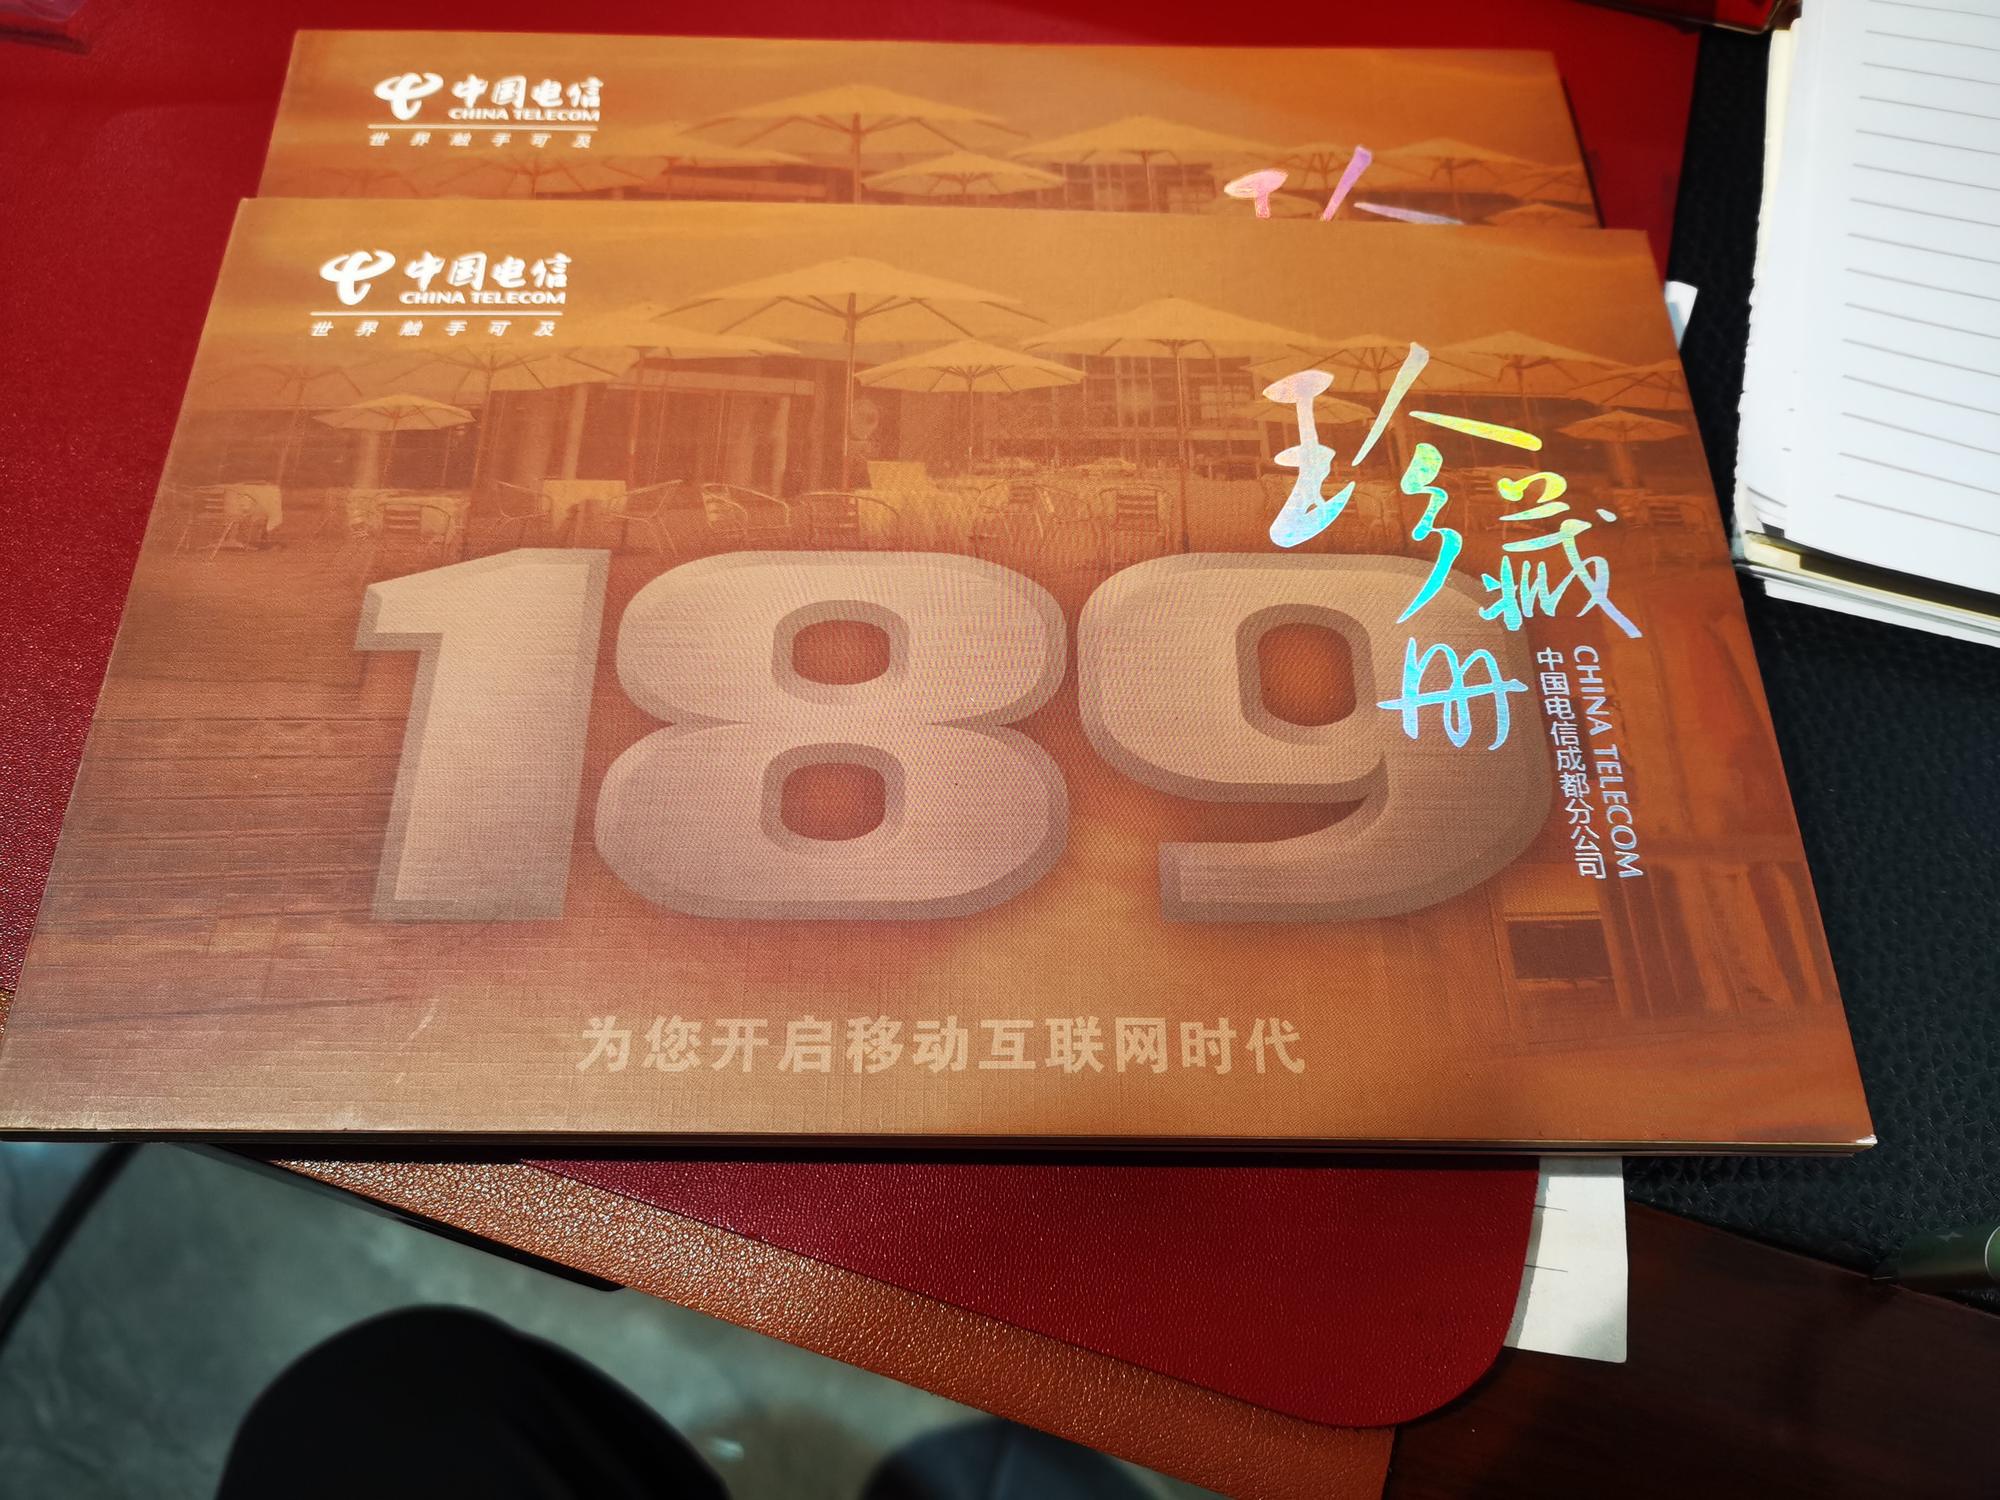 中国电信
CHINA TELECOM
世界触手可及
中国电信
CHINA TELECOM
世界触手可及
珍藏册
CHINA TELECOM
中国电信成都分公司
189
为您开启移动互联网时代